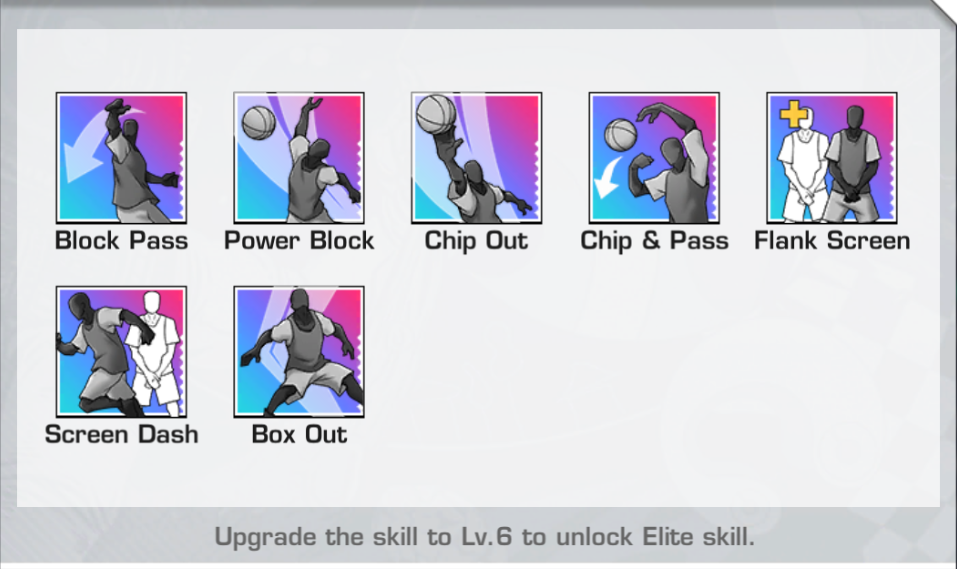 Block Pass
Power Block
Chip Out
Chip & Pass
Flank Screen
Screen Dash
Box Out
Upgrade the skill to Lv.6 to unlock Elite skill.